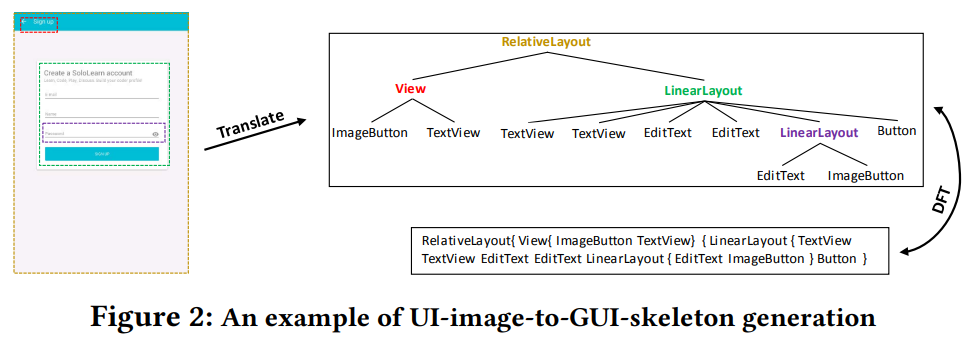 Sign up
Create a SoloLearn account
E-mail
Name
Password
SIGN UP
Translate
RelativeLayout
View
LinearLayout
ImageButton TextView TextView TextView EditText EditText LinearLayout Button
EditText ImageButton
DFT
RelativeLayout{ View{ ImageButton TextView} { LinearLayout { TextView
TextView EditText EditText LinearLayout { EditText ImageButton } Button }
Figure 2: An example of UI-image-to-GUI-skeleton generation